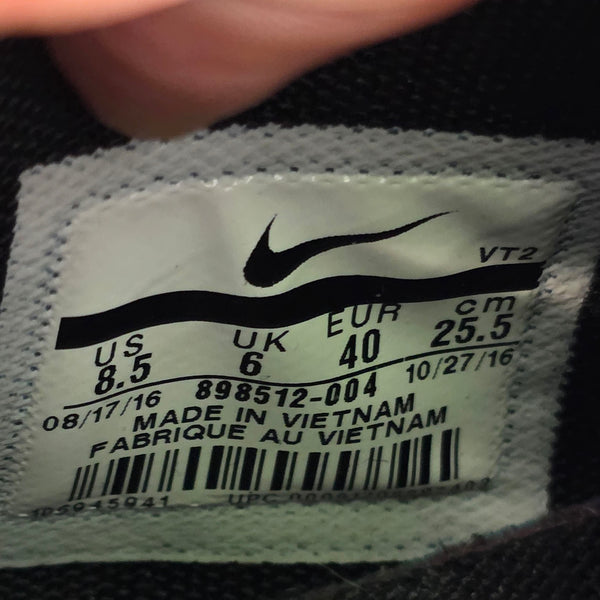 VT2
US UK EUR cm
8.5 6 40 25.5
08/17/16 898512-004 10/27/16
MADE IN VIETNAM
FABRIQUE AU VIETNAM
UPC